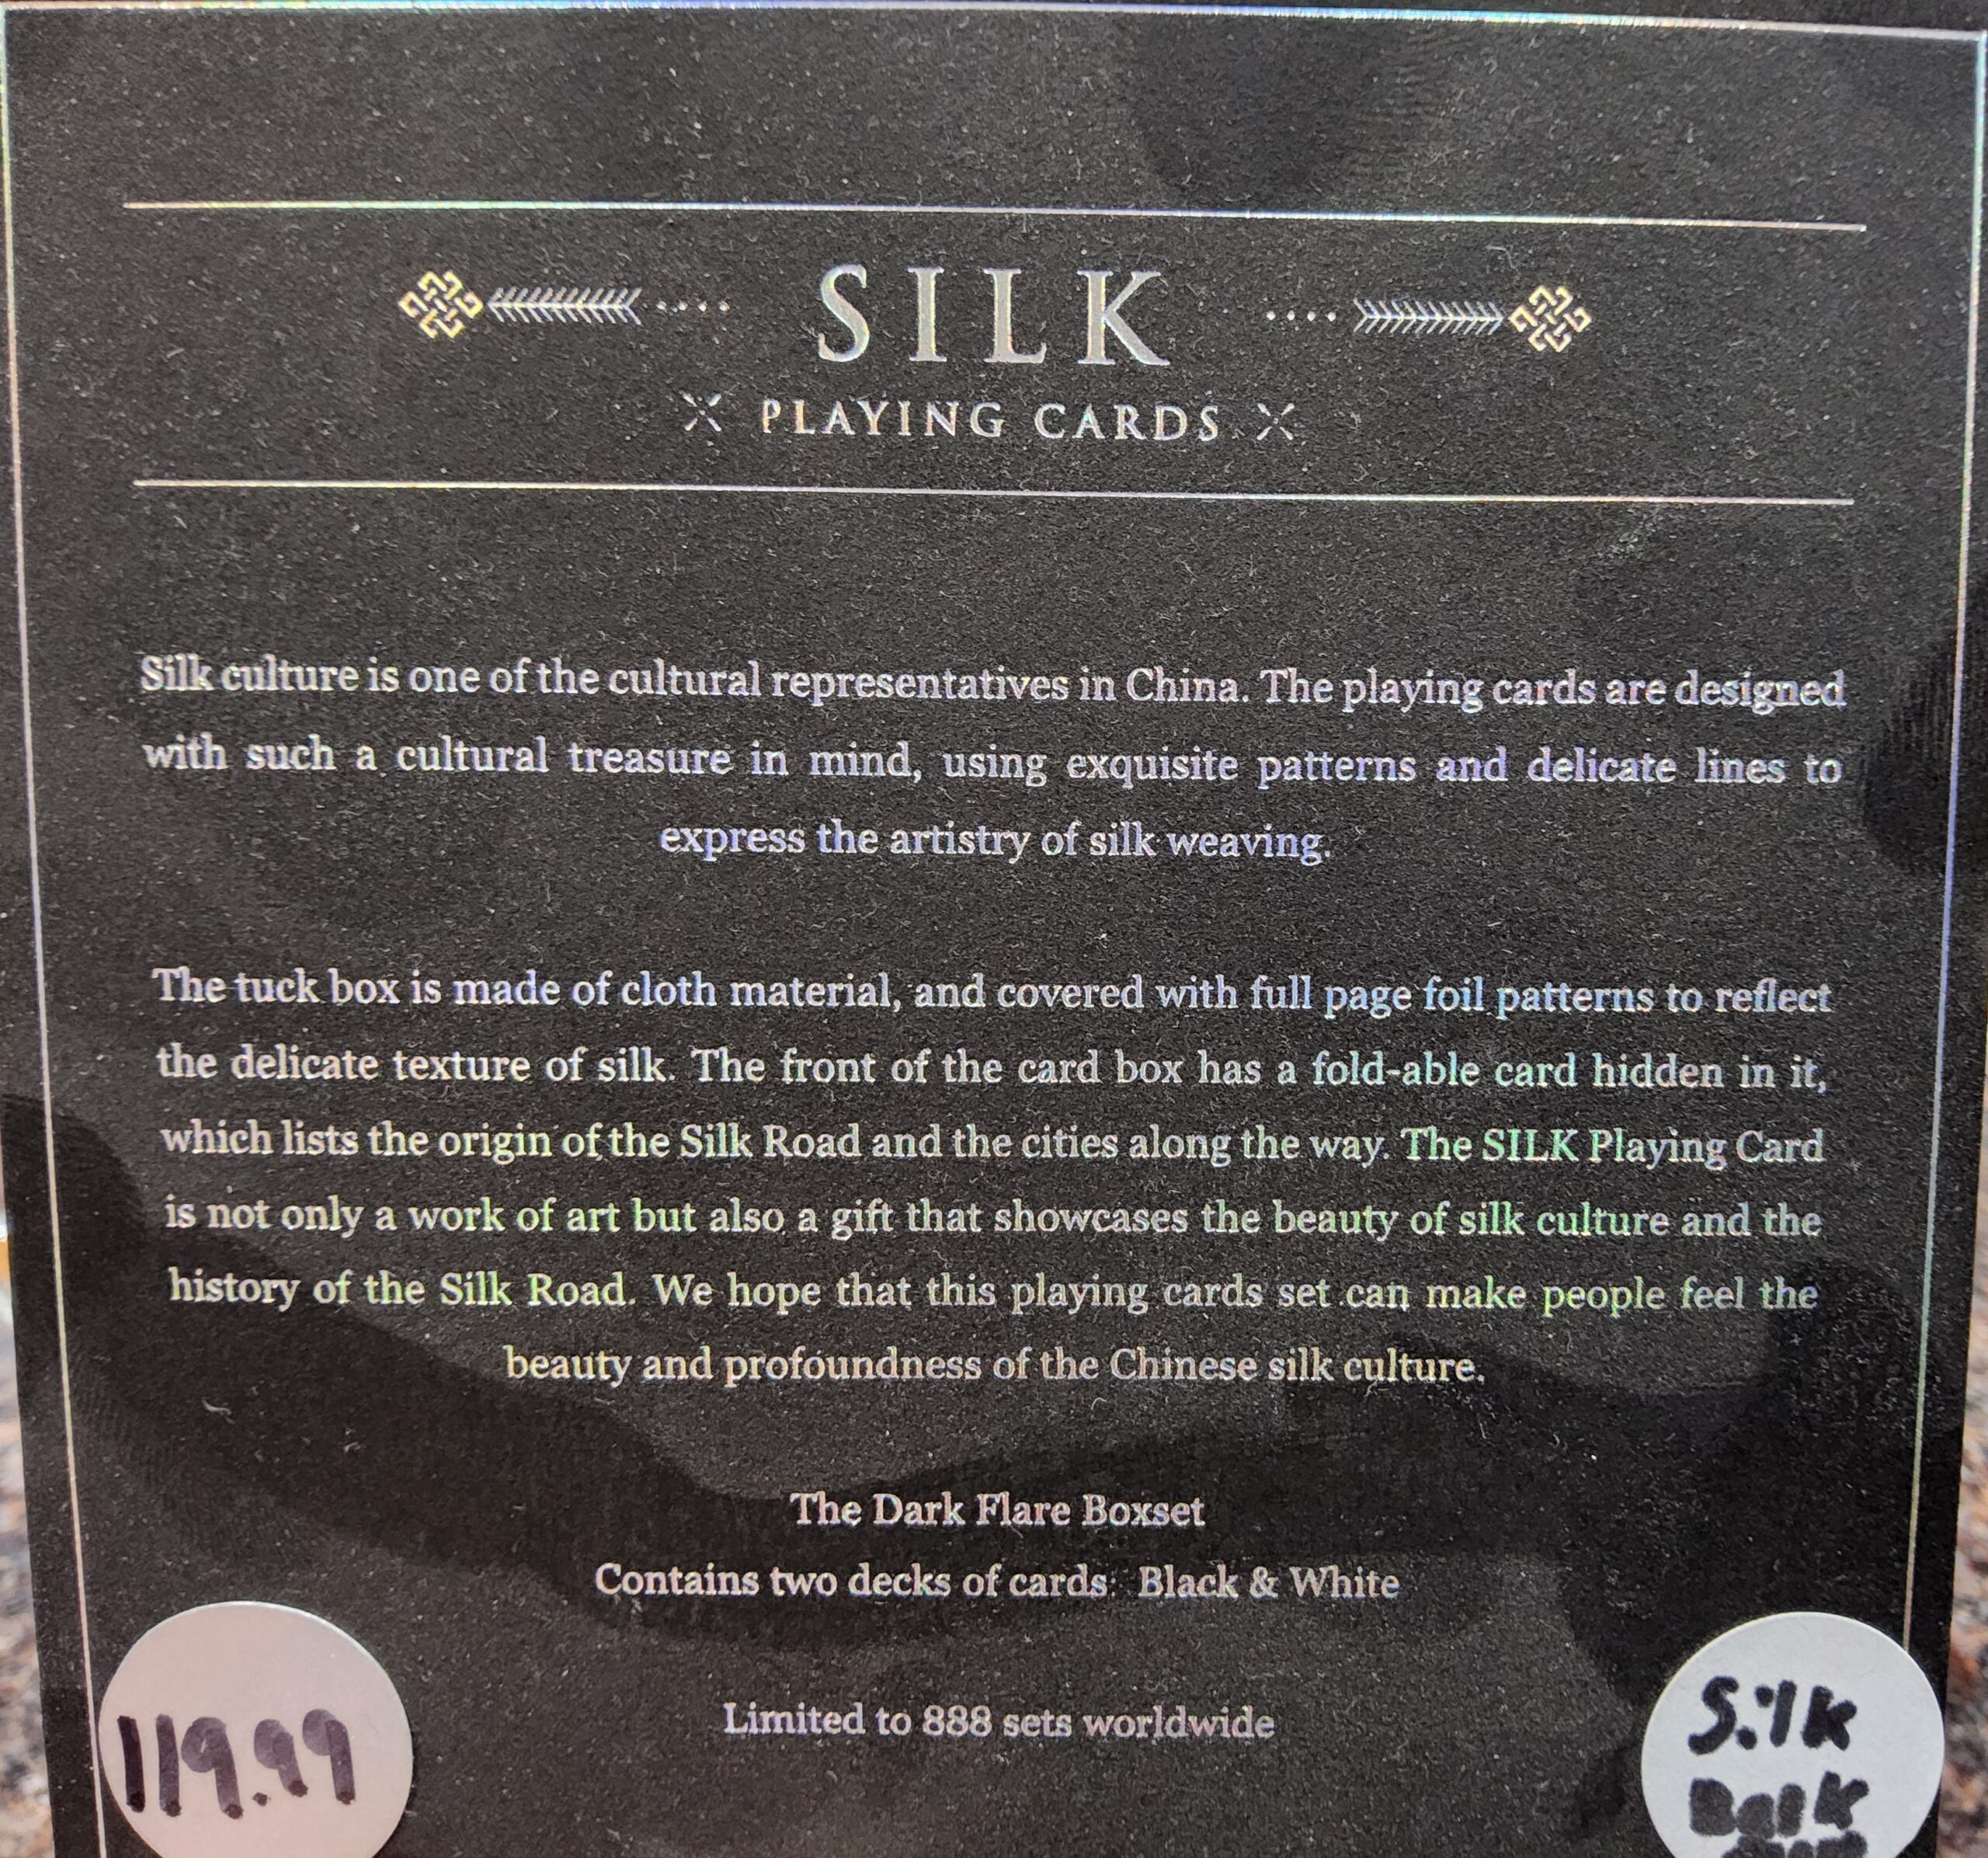 SILK
PLAYING CARDS
Silk culture is one of the cultural representatives in China. The playing cards are designed
with such a cultural treasure in mind, using exquisite patterns and delicate lines to
express the artistry of silk weaving.
The tuck box is made of cloth material, and covered with full page foil patterns to reflect
the delicate texture of silk. The front of the card box has a fold-able card hidden in it,
which lists the origin of the Silk Road and the cities along the way. The SILK Playing Card
is not only a work of art but also a gift that showcases the beauty of silk culture and the
history of the Silk Road. We hope that this playing cards set can make people feel the
beauty and profoundness of the Chinese silk culture.
The Dark Flare Boxset
Contains two decks of cards: Black & White
Limited to 888 sets worldwide
119.99
Silk
Dark